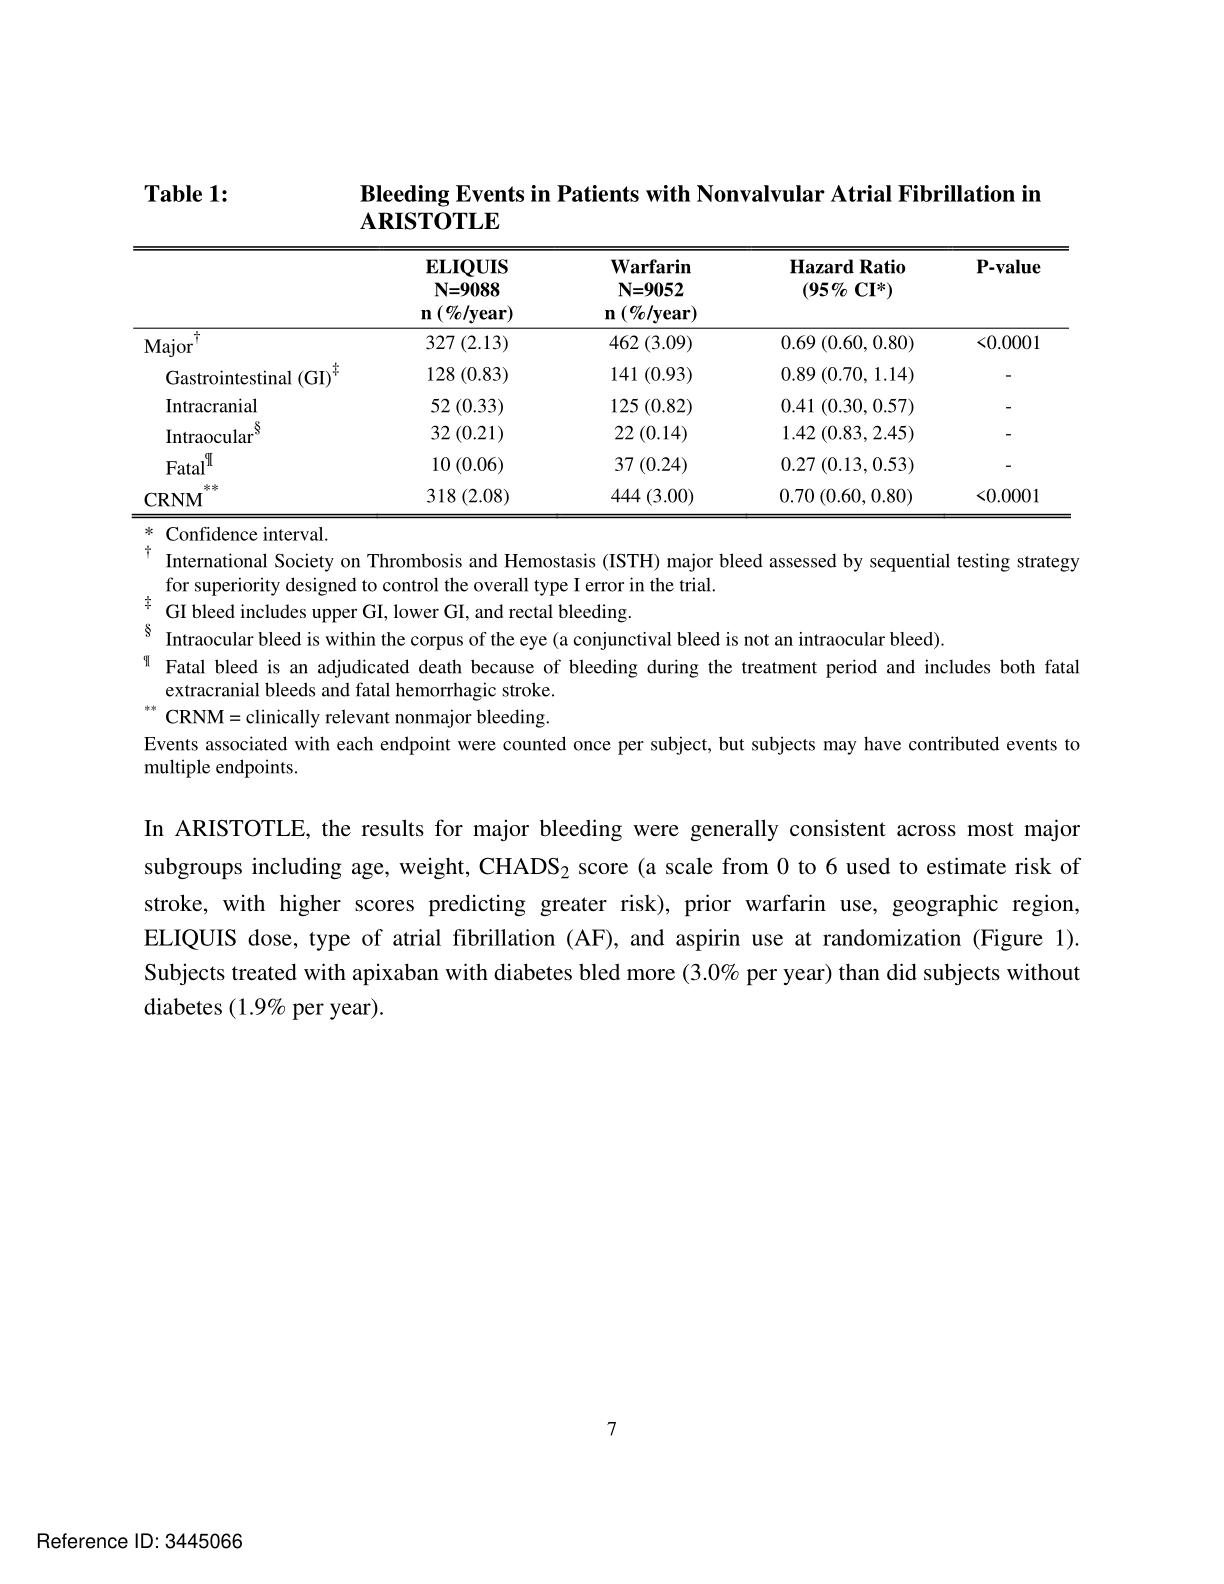 Table 1: Bleeding Events in Patients with Nonvalvular Atrial Fibrillation in
ARISTOTLE
ELIQUIS Warfarin Hazard Ratio P-value
N=9088 N=9052 (95% CI*)
n (%/year) n (%/year)
Major† 327 (2.13) 462 (3.09) 0.69 (0.60, 0.80) <0.0001
Gastrointestinal (GI)‡ 128 (0.83) 141 (0.93) 0.89 (0.70, 1.14) -
Intracranial 52 (0.33) 125 (0.82) 0.41 (0.30, 0.57) -
Intraocular§ 32 (0.21) 22 (0.14) 1.42 (0.83, 2.45) -
Fatal¶ 10 (0.06) 37 (0.24) 0.27 (0.13, 0.53) -
CRNM** 318 (2.08) 444 (3.00) 0.70 (0.60, 0.80) <0.0001
* Confidence interval.
† International Society on Thrombosis and Hemostasis (ISTH) major bleed assessed by sequential testing strategy
for superiority designed to control the overall type I error in the trial.
‡ GI bleed includes upper GI, lower GI, and rectal bleeding.
§ Intraocular bleed is within the corpus of the eye (a conjunctival bleed is not an intraocular bleed).
¶ Fatal bleed is an adjudicated death because of bleeding during the treatment period and includes both fatal
extracranial bleeds and fatal hemorrhagic stroke.
** CRNM = clinically relevant nonmajor bleeding.
Events associated with each endpoint were counted once per subject, but subjects may have contributed events to
multiple endpoints.
In ARISTOTLE, the results for major bleeding were generally consistent across most major
subgroups including age, weight, CHADS₂ score (a scale from 0 to 6 used to estimate risk of
stroke, with higher scores predicting greater risk), prior warfarin use, geographic region,
ELIQUIS dose, type of atrial fibrillation (AF), and aspirin use at randomization (Figure 1).
Subjects treated with apixaban with diabetes bled more (3.0% per year) than did subjects without
diabetes (1.9% per year).
7
Reference ID: 3445066